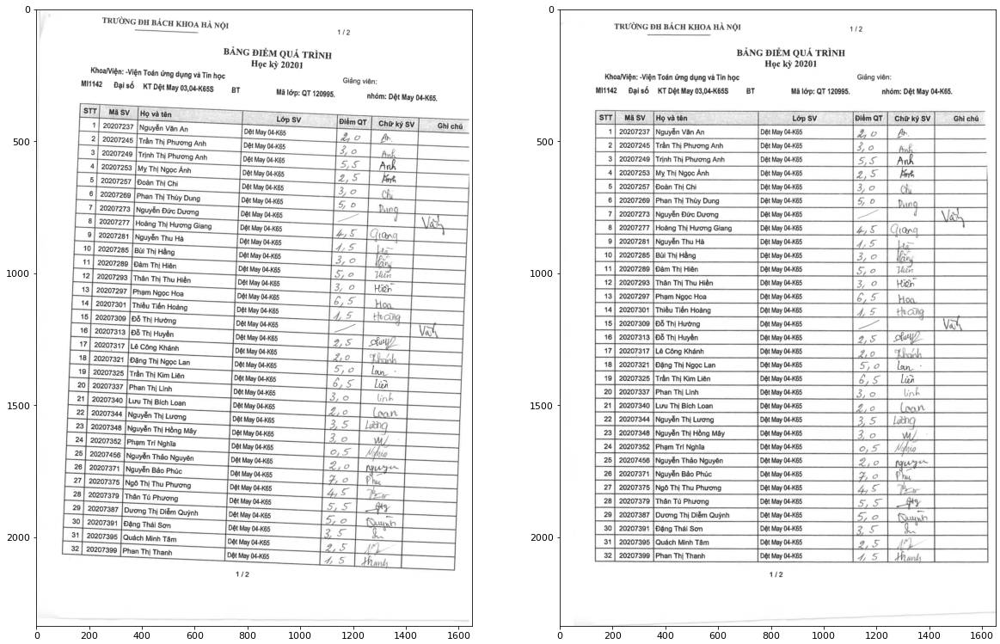 0
500
1000
1500
2000
TRƯỜNG ĐH BÁCH KHOA HÀ NỘI
1 / 2
BẢNG ĐIỂM QUÁ TRÌNH
Học kỳ 20201
Khoa/Viện: -Viện Toán ứng dụng và Tin học Giảng viên:
MI1142 Đại số KT Dệt May 03,04-K65S BT Mã lớp: QT 120995. nhóm: Dệt May 04-K65.
STT Mã SV Họ và tên Lớp SV Điểm QT Chữ ký SV Ghi chú
1 20207237 Nguyễn Văn An Dệt May 04-K65 2,0 An
2 20207245 Trần Thị Phương Anh Dệt May 04-K65 3,0 Anh
3 20207249 Trịnh Thị Phương Anh Dệt May 04-K65 5,5 Anh
4 20207253 Mỵ Thị Ngọc Ánh Dệt May 04-K65 2,5 Ánh
5 20207257 Đoàn Thị Chi Dệt May 04-K65 3,0 Chi
6 20207269 Phan Thị Thùy Dung Dệt May 04-K65 5,0 Dung
7 20207273 Nguyễn Đức Dương Dệt May 04-K65 Vắng
8 20207277 Hoàng Thị Hương Giang Dệt May 04-K65 4,5 Giang
9 20207281 Nguyễn Thu Hà Dệt May 04-K65 1,5 Hà
10 20207285 Bùi Thị Hằng Dệt May 04-K65 3,0 Hằng
11 20207289 Đàm Thị Hiên Dệt May 04-K65 5,0 Hiên
12 20207293 Thân Thị Thu Hiền Dệt May 04-K65 3,0 Hiền
13 20207297 Phạm Ngọc Hoa Dệt May 04-K65 6,5 Hoa
14 20207301 Thiều Tiến Hoàng Dệt May 04-K65 1,5 Hoàng
15 20207309 Đỗ Thị Hường Dệt May 04-K65 Vắng
16 20207313 Đỗ Thị Huyền Dệt May 04-K65 2,5
17 20207317 Lê Công Khánh Dệt May 04-K65 2,0 Khánh
18 20207321 Đặng Thị Ngọc Lan Dệt May 04-K65 5,0 Lan
19 20207325 Trần Thị Kim Liên Dệt May 04-K65 6,5 Liên
20 20207337 Phan Thị Linh Dệt May 04-K65 3,0 Linh
21 20207340 Lưu Thị Bích Loan Dệt May 04-K65 2,0 Loan
22 20207344 Nguyễn Thị Lương Dệt May 04-K65 3,5 Lương
23 20207348 Nguyễn Thị Hồng Mây Dệt May 04-K65 3,0
24 20207352 Phạm Trí Nghĩa Dệt May 04-K65 0,5 Nghĩa
25 20207456 Nguyễn Thảo Nguyên Dệt May 04-K65 2,0 nguyên
26 20207371 Nguyễn Bảo Phúc Dệt May 04-K65 7,0 Phúc
27 20207375 Ngô Thị Thu Phương Dệt May 04-K65 4,5
28 20207379 Thân Tú Phương Dệt May 04-K65 5,5
29 20207387 Dương Thị Diễm Quỳnh Dệt May 04-K65 5,0 Quỳnh
30 20207391 Đặng Thái Sơn Dệt May 04-K65 3,5
31 20207395 Quách Minh Tâm Dệt May 04-K65 2,5
32 20207399 Phan Thị Thanh Dệt May 04-K65 1,5 Thanh
1 / 2
0 200 400 600 800 1000 1200 1400 1600
0
500
1000
1500
2000
TRƯỜNG ĐH BÁCH KHOA HÀ NỘI
1 / 2
BẢNG ĐIỂM QUÁ TRÌNH
Học kỳ 20201
Khoa/Viện: -Viện Toán ứng dụng và Tin học Giảng viên:
MI1142 Đại số KT Dệt May 03,04-K65S BT Mã lớp: QT 120995. nhóm: Dệt May 04-K65.
STT Mã SV Họ và tên Lớp SV Điểm QT Chữ ký SV Ghi chú
1 20207237 Nguyễn Văn An Dệt May 04-K65 2,0 An
2 20207245 Trần Thị Phương Anh Dệt May 04-K65 3,0 Anh
3 20207249 Trịnh Thị Phương Anh Dệt May 04-K65 5,5 Anh
4 20207253 Mỵ Thị Ngọc Ánh Dệt May 04-K65 2,5 Ánh
5 20207257 Đoàn Thị Chi Dệt May 04-K65 3,0 Chi
6 20207269 Phan Thị Thùy Dung Dệt May 04-K65 5,0 Dung
7 20207273 Nguyễn Đức Dương Dệt May 04-K65 Vắng
8 20207277 Hoàng Thị Hương Giang Dệt May 04-K65 4,5 Giang
9 20207281 Nguyễn Thu Hà Dệt May 04-K65 1,5 Hà
10 20207285 Bùi Thị Hằng Dệt May 04-K65 3,0 Hằng
11 20207289 Đàm Thị Hiên Dệt May 04-K65 5,0 Hiên
12 20207293 Thân Thị Thu Hiền Dệt May 04-K65 3,0 Hiền
13 20207297 Phạm Ngọc Hoa Dệt May 04-K65 6,5 Hoa
14 20207301 Thiều Tiến Hoàng Dệt May 04-K65 1,5 Hoàng
15 20207309 Đỗ Thị Hường Dệt May 04-K65 Vắng
16 20207313 Đỗ Thị Huyền Dệt May 04-K65 2,5
17 20207317 Lê Công Khánh Dệt May 04-K65 2,0 Khánh
18 20207321 Đặng Thị Ngọc Lan Dệt May 04-K65 5,0 Lan
19 20207325 Trần Thị Kim Liên Dệt May 04-K65 6,5 Liên
20 20207337 Phan Thị Linh Dệt May 04-K65 3,0 Linh
21 20207340 Lưu Thị Bích Loan Dệt May 04-K65 2,0 Loan
22 20207344 Nguyễn Thị Lương Dệt May 04-K65 3,5 Lương
23 20207348 Nguyễn Thị Hồng Mây Dệt May 04-K65 3,0
24 20207352 Phạm Trí Nghĩa Dệt May 04-K65 0,5 Nghĩa
25 20207456 Nguyễn Thảo Nguyên Dệt May 04-K65 2,0 nguyên
26 20207371 Nguyễn Bảo Phúc Dệt May 04-K65 7,0 Phúc
27 20207375 Ngô Thị Thu Phương Dệt May 04-K65 4,5
28 20207379 Thân Tú Phương Dệt May 04-K65 5,5
29 20207387 Dương Thị Diễm Quỳnh Dệt May 04-K65 5,0 Quỳnh
30 20207391 Đặng Thái Sơn Dệt May 04-K65 3,5
31 20207395 Quách Minh Tâm Dệt May 04-K65 2,5
32 20207399 Phan Thị Thanh Dệt May 04-K65 1,5 Thanh
1 / 2
0 200 400 600 800 1000 1200 1400 1600